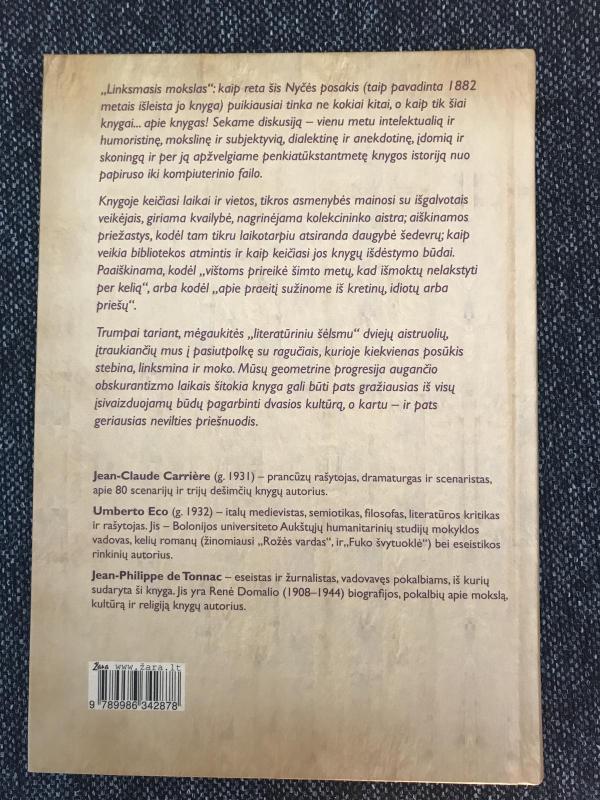 „Linksmasis mokslas“: kaip reta šis Nyčės posakis (taip pavadinta 1882
metais išleista jo knyga) puikiausiai tinka ne kokiai kitai, o kaip tik šiai
knygai... apie knygas! Sekame diskusiją – vienu metu intelektualią ir
humoristinę, mokslinę ir subjektyvią, dialektinę ir anekdotinę, įdomią ir
skoningą ir per ją apžvelgiame penkiatūkstantmetę knygos istoriją nuo
papiruso iki kompiuterinio failo.
Knygoje keičiasi laikai ir vietos, tikros asmenybės mainosi su išgalvotais
veikėjais, giriama kvailybė, nagrinėjama kolekcininko aistra; aiškinamos
priežastys, kodėl tam tikru laikotarpiu atsiranda daugybė šedevrų; kaip
veikia bibliotekos atmintis ir kaip keičiasi jos knygų išdėstymo būdai.
Paaiškinama, kodėl „vištoms prireikė šimto metų, kad išmoktų nelakstyti
per kelią“, arba kodėl „apie praeitį sužinome iš kretinų, idiotų arba
priešų“.
Trumpai tariant, mėgaukitės „literatūriniu šėlsmu“ dviejų aistruolių,
įtraukiančių mus į pasiutpolkę su ragučiais, kurioje kiekvienas posūkis
stebina, linksmina ir moko. Mūsų geometrine progresija augančio
obskurantizmo laikais šitokia knyga gali būti pats gražiausias iš visų
įsivaizduojamų būdų pagarbinti dvasios kultūrą, o kartu – ir pats
geriausias nevilties priešnuodis.
Jean-Claude Carrière (g. 1931) – prancūzų rašytojas, dramaturgas ir scenaristas,
apie 80 scenarijų ir trijų dešimčių knygų autorius.
Umberto Eco (g. 1932) – italų medievistas, semiotikas, filosofas, literatūros kritikas
ir rašytojas. Jis – Bolonijos universiteto Aukštųjų humanitarinių studijų mokyklos
vadovas, kelių romanų (žinomiausi „Rožės vardas“, ir„Fuko švytuoklė“) bei eseistikos
rinkinių autorius.
Jean-Philippe de Tonnac – eseistas ir žurnalistas, vadovavęs pokalbiams, iš kurių
sudaryta ši knyga. Jis yra Renė Domalio (1908–1944) biografijos, pokalbių apie mokslą,
kultūrą ir religiją knygų autorius.
Žara www.žara.lt
9 789986 342878